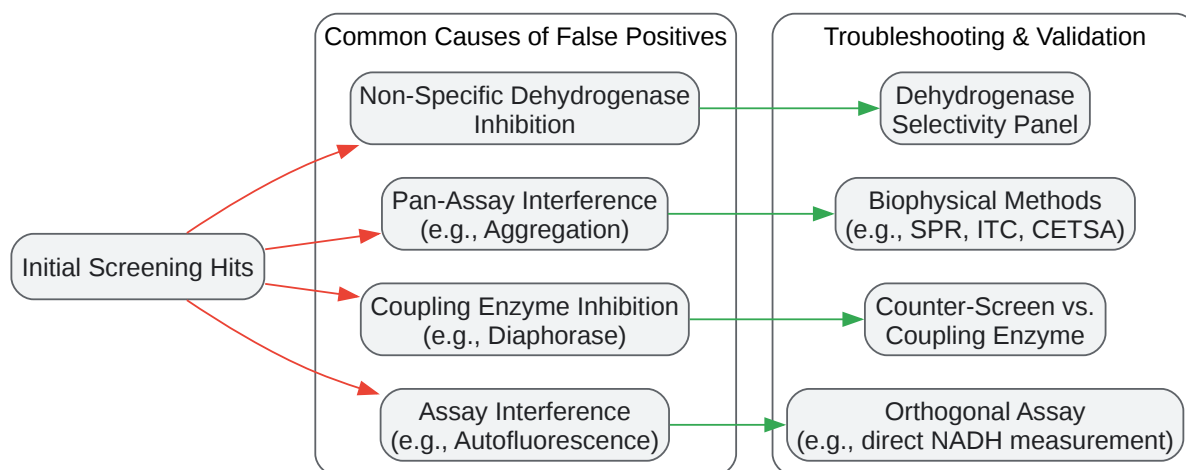 Common Causes of False Positives
Troubleshooting & Validation
Initial Screening Hits
Non-Specific Dehydrogenase
Inhibition
Dehydrogenase
Selectivity Panel
Pan-Assay Interference
(e.g., Aggregation)
Biophysical Methods
(e.g., SPR, ITC, CETSA)
Coupling Enzyme Inhibition
(e.g., Diaphorase)
Counter-Screen vs.
Coupling Enzyme
Assay Interference
(e.g., Autofluorescence)
Orthogonal Assay
(e.g., direct NADH measurement)